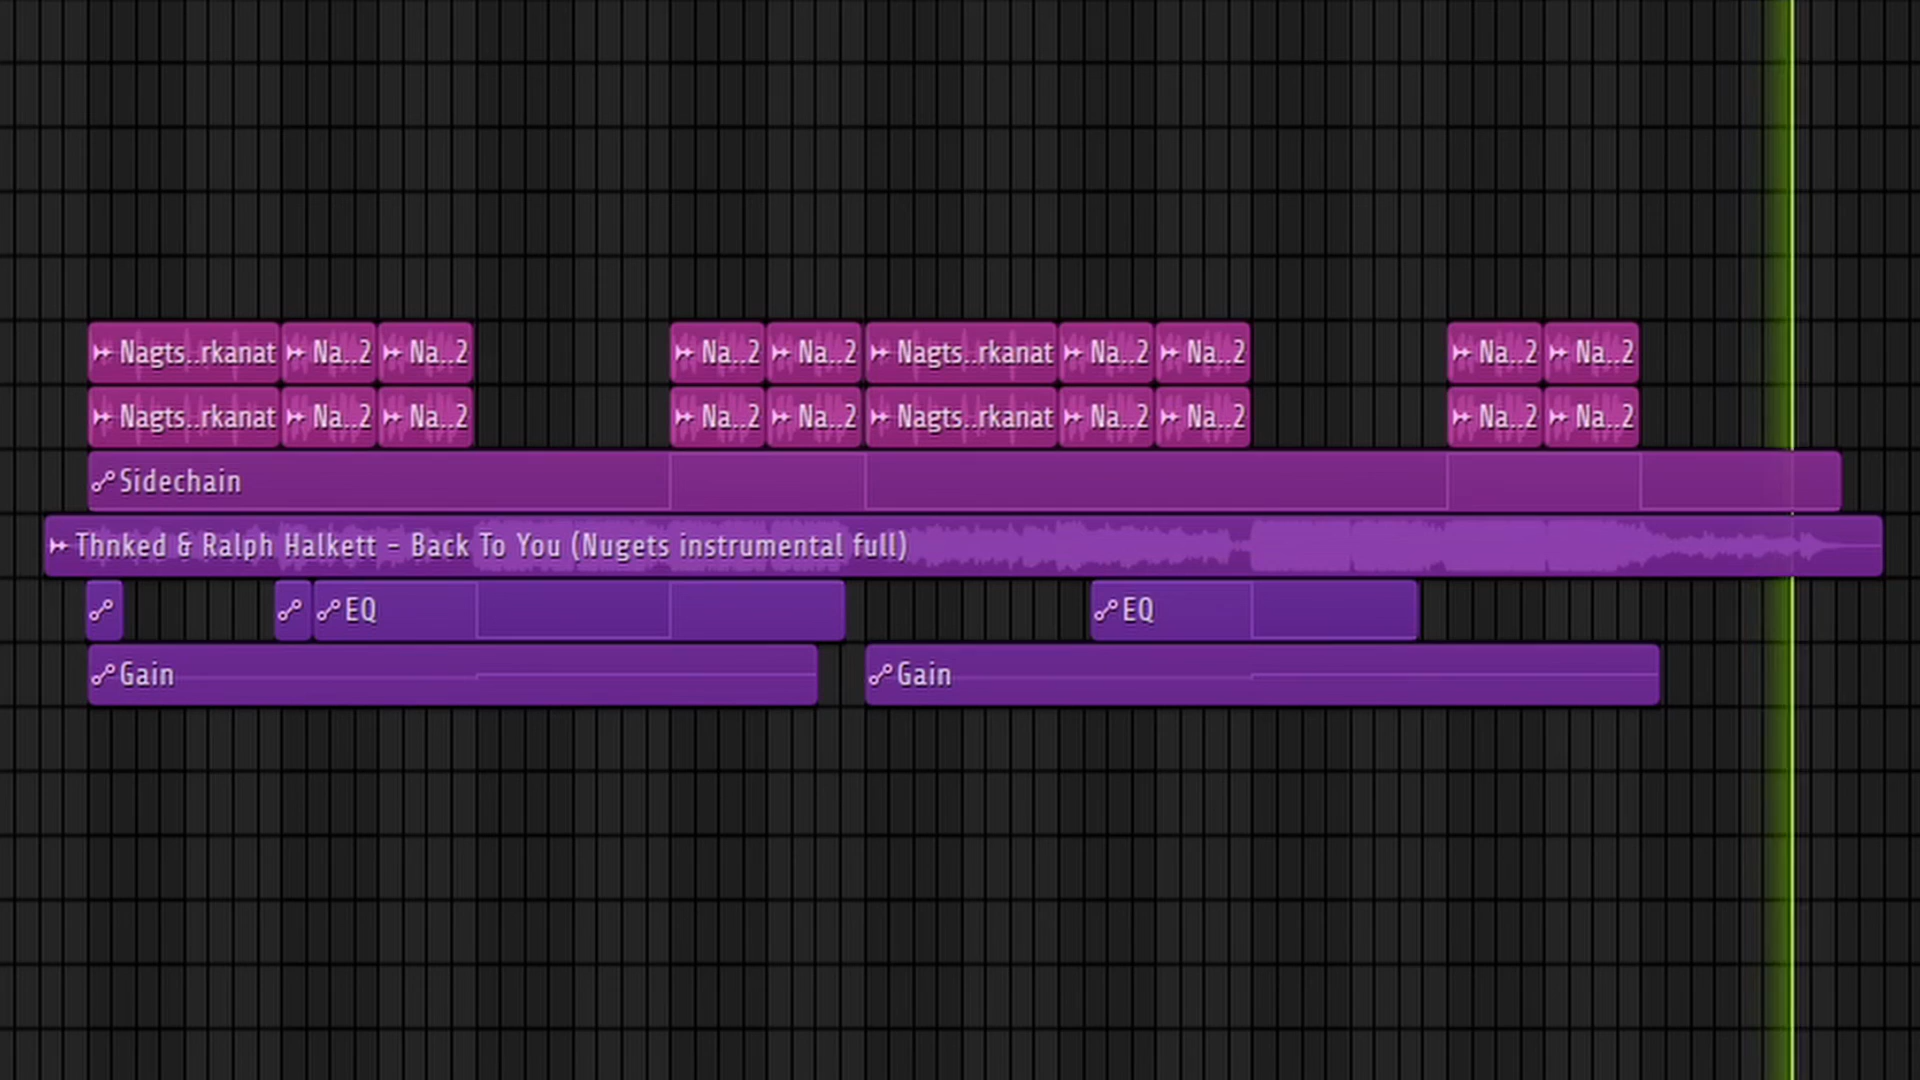 Nagts..rkanat Na..2 Na..2 Na..2 Na..2 Nagts..rkanat Na..2 Na..2 Na..2 Na..2
Nagts..rkanat Na..2 Na..2 Na..2 Na..2 Nagts..rkanat Na..2 Na..2 Na..2 Na..2
Sidechain
Thnked & Ralph Halkett - Back To You (Nugets instrumental full)
EQ EQ
Gain Gain